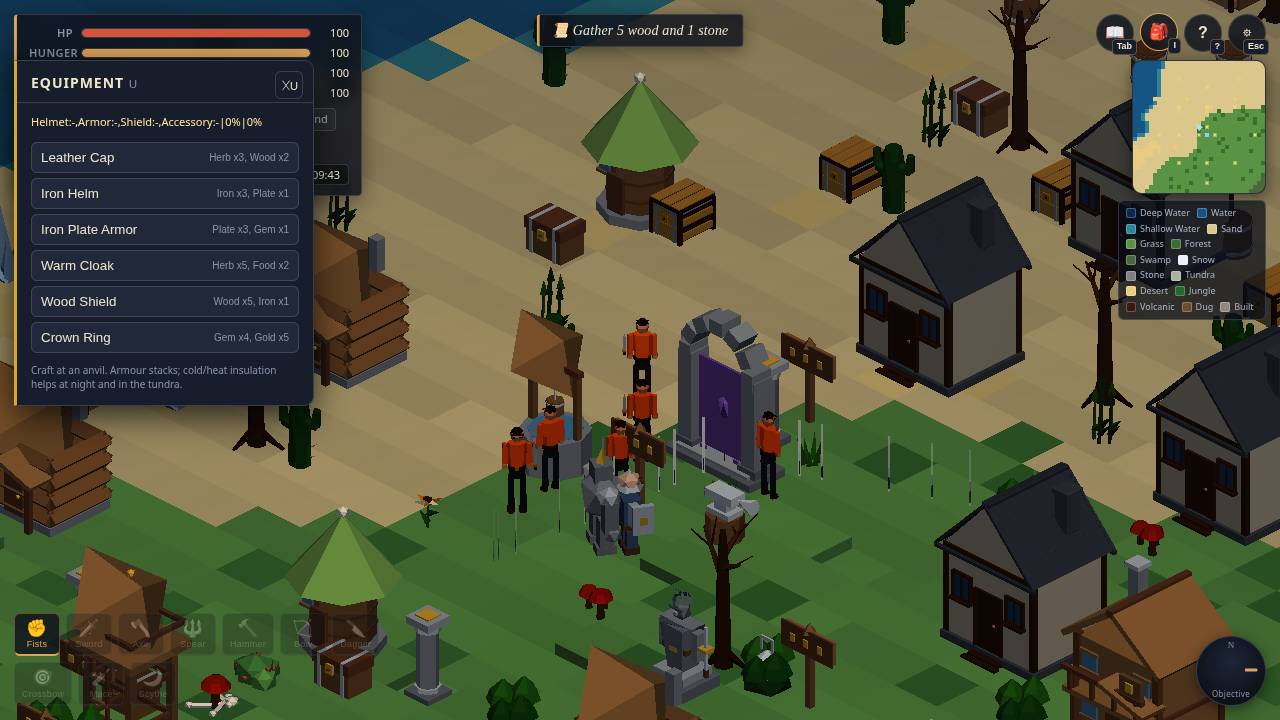 HP 100
HUNGER 100
100
100
nd
09:43
EQUIPMENT U
XU
Helmet:-,Armor:-,Shield:-,Accessory:-|0%|0%
Leather Cap Herb x3, Wood x2
Iron Helm Iron x3, Plate x1
Iron Plate Armor Plate x3, Gem x1
Warm Cloak Herb x5, Food x2
Wood Shield Wood x5, Iron x1
Crown Ring Gem x4, Gold x5
Craft at an anvil. Armour stacks; cold/heat insulation
helps at night and in the tundra.
Gather 5 wood and 1 stone
Tab I ? ? Esc
Deep Water Water
Shallow Water Sand
Grass Forest
Swamp Snow
Stone Tundra
Desert Jungle
Volcanic Dug Built
Fists Sword Axe Spear Hammer Bow Dagger
Crossbow Mace Scythe
N
Objective